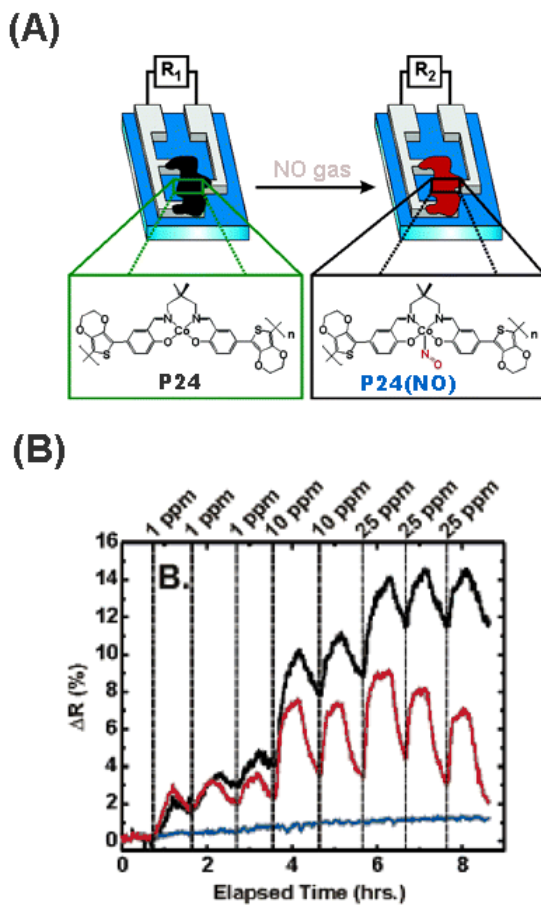 (A)
R1 R2
NO gas
N N N N
Co Co
O O O O O O O O
S S n S S n
N
O
P24 P24(NO)
(B)
1 ppm 1 ppm 1 ppm 10 ppm 10 ppm 25 ppm 25 ppm 25 ppm
B.
16
14
12
10
8
6
4
2
0
ΔR (%)
0 2 4 6 8
Elapsed Time (hrs.)